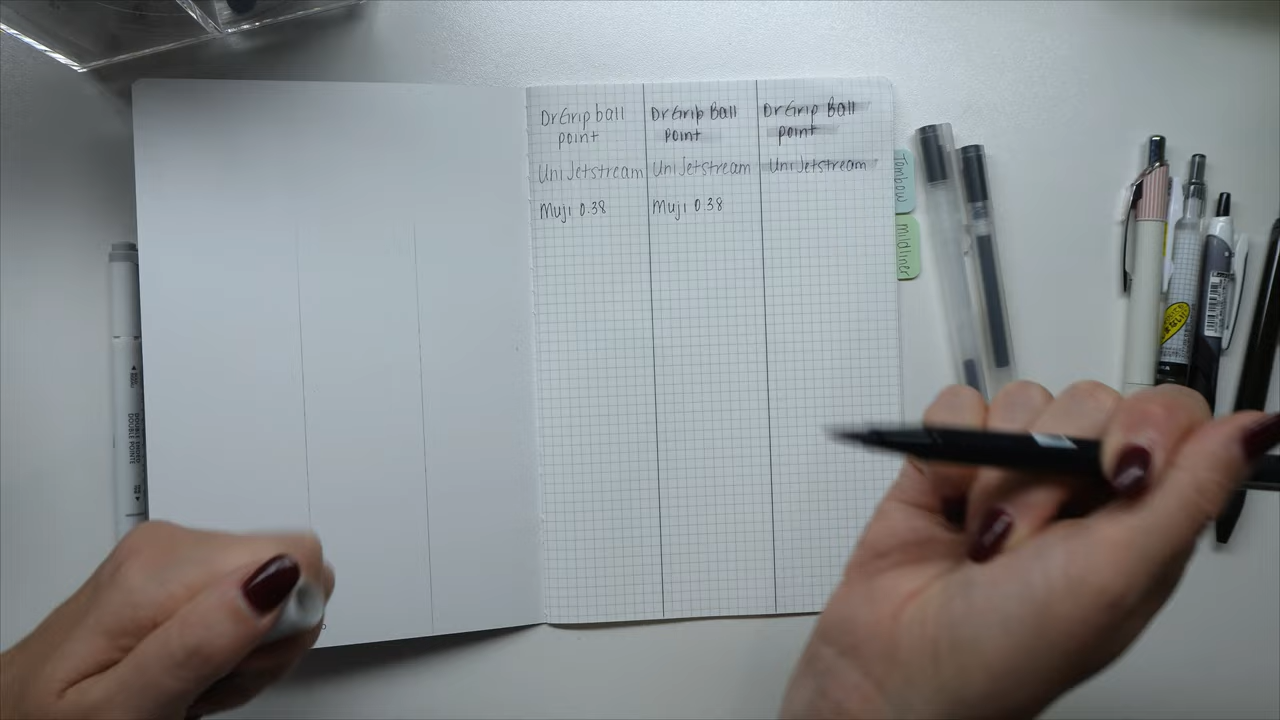 Dr Grip ball
point
Uni Jetstream
Muji 0.38
Dr Grip Ball
Point
Uni Jetstream
Muji 0.38
Dr Grip Ball
point
Uni Jetstream
Tombow
mildliner